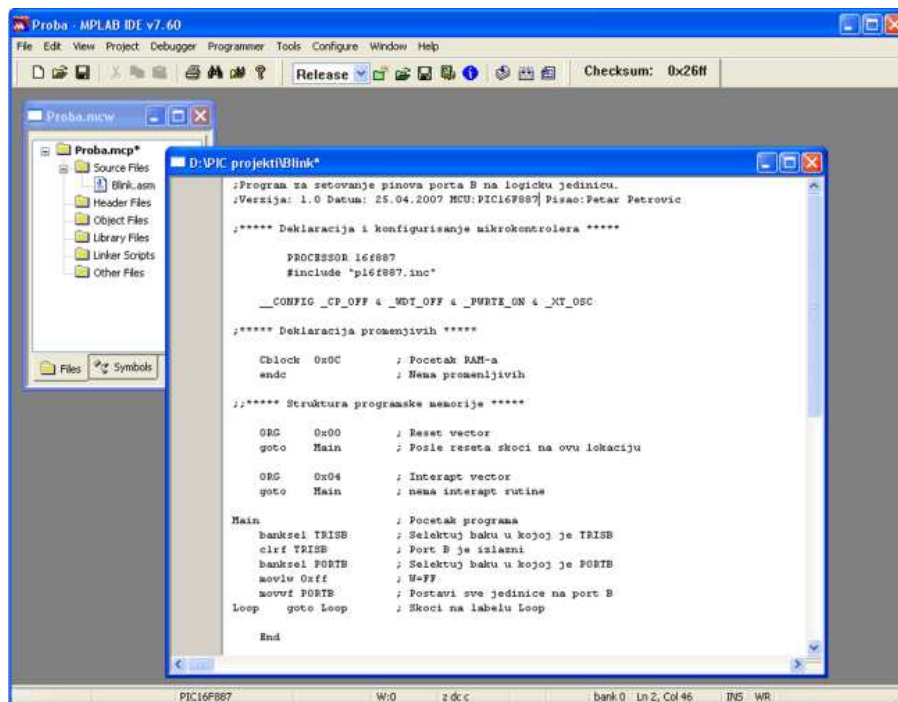 Proba - MPLAB IDE v7.60
File Edit View Project Debugger Programmer Tools Configure Window Help
Release Checksum: 0x26ff
Proba.mcw
Proba.mcp*
Source Files
Blink.asm
Header Files
Object Files
Library Files
Linker Scripts
Other Files
Files Symbols
D:\PIC projekti\Blink*
;Program za setovanje pinova porta B na logicku jedinicu.
;Verzija: 1.0 Datum: 25.04.2007 MCU:PIC16F887 Pisao:Petar Petrovic
;***** Deklaracija i konfigurisanje mikrokontrolera *****
PROCESSOR 16f887
#include "p16f887.inc"
__CONFIG _CP_OFF & _WDT_OFF & _PWRTE_ON & _XT_OSC
;***** Deklaracija promenjivih *****
Cblock 0x0C ; Pocetak RAM-a
endc ; Nema promenljivih
;;***** Struktura programske memorije *****
ORG 0x00 ; Reset vector
goto Main ; Posle reseta skoci na ovu lokaciju
ORG 0x04 ; Interapt vector
goto Main ; nema interapt rutine
Main ; Pocetak programa
banksel TRISB ; Selektuj baku u kojoj je TRISB
clrf TRISB ; Port B je izlazni
banksel PORTB ; Selektuj baku u kojoj je PORTB
movlw 0xff ; W=FF
movwf PORTB ; Postavi sve jedinice na port B
Loop goto Loop ; Skoci na labelu Loop
End
PIC16F887 W:0 z dc c bank 0 Ln 2, Col 46 INS WR